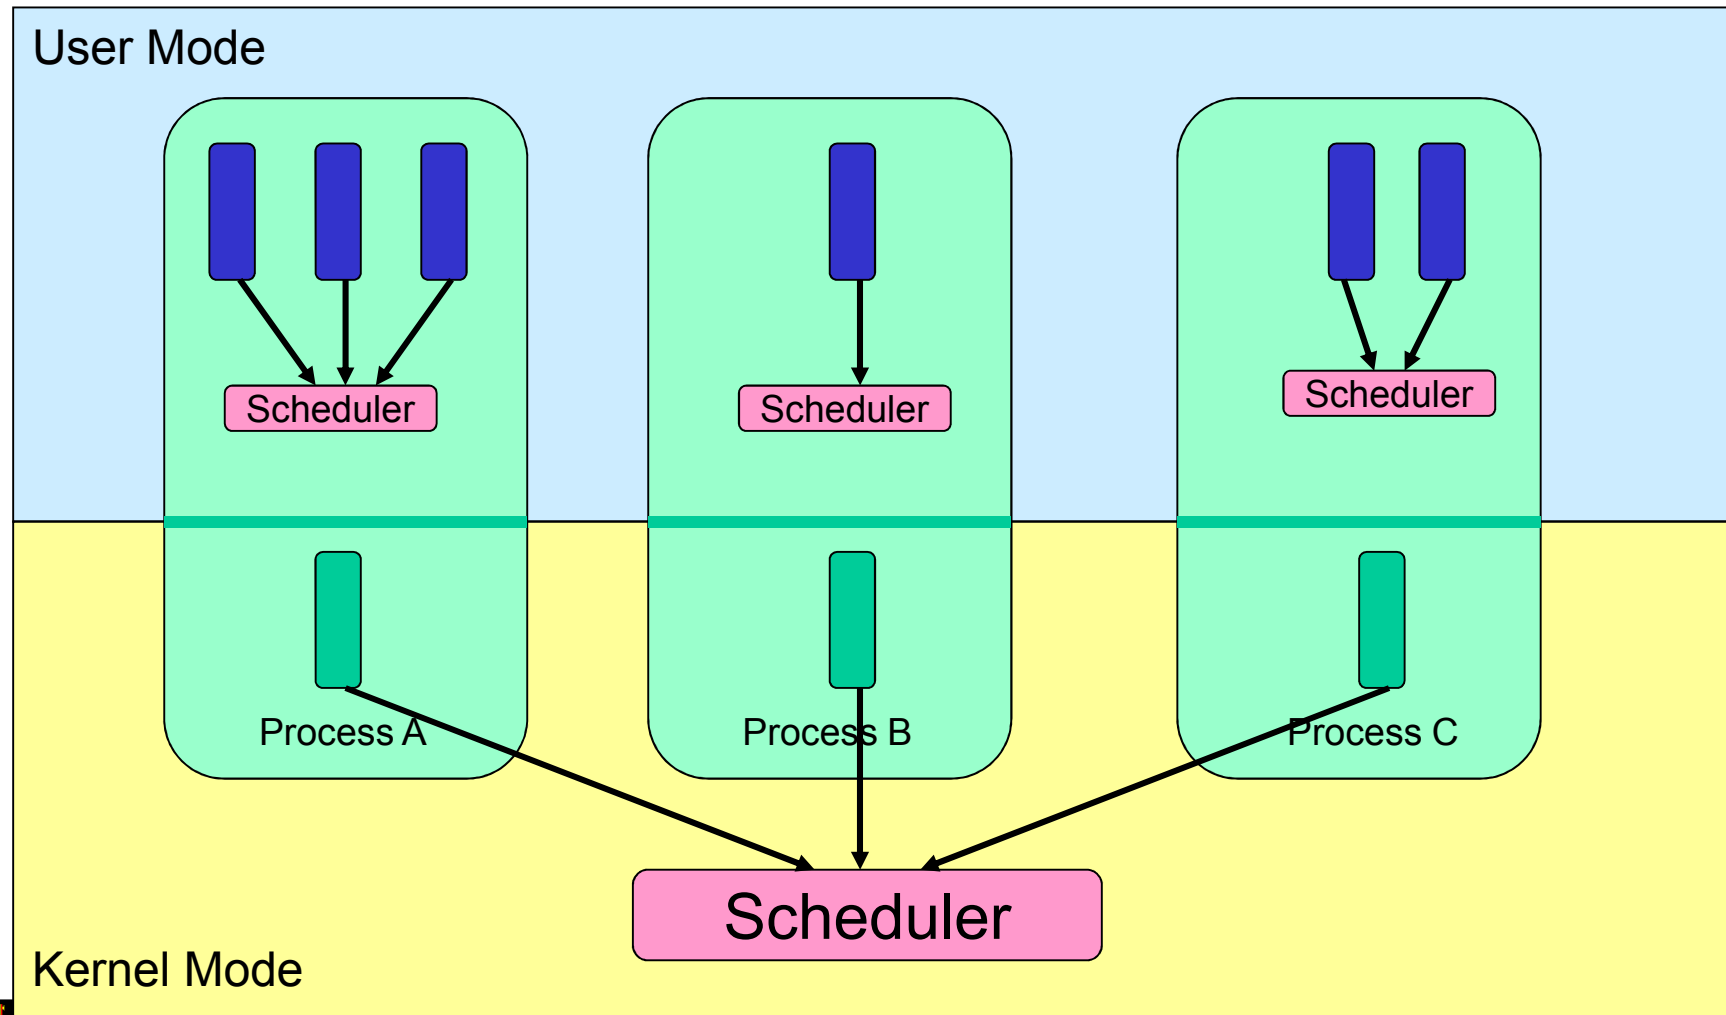 User Mode
Scheduler
Scheduler
Scheduler
Process A
Process B
Process C
Scheduler
Kernel Mode